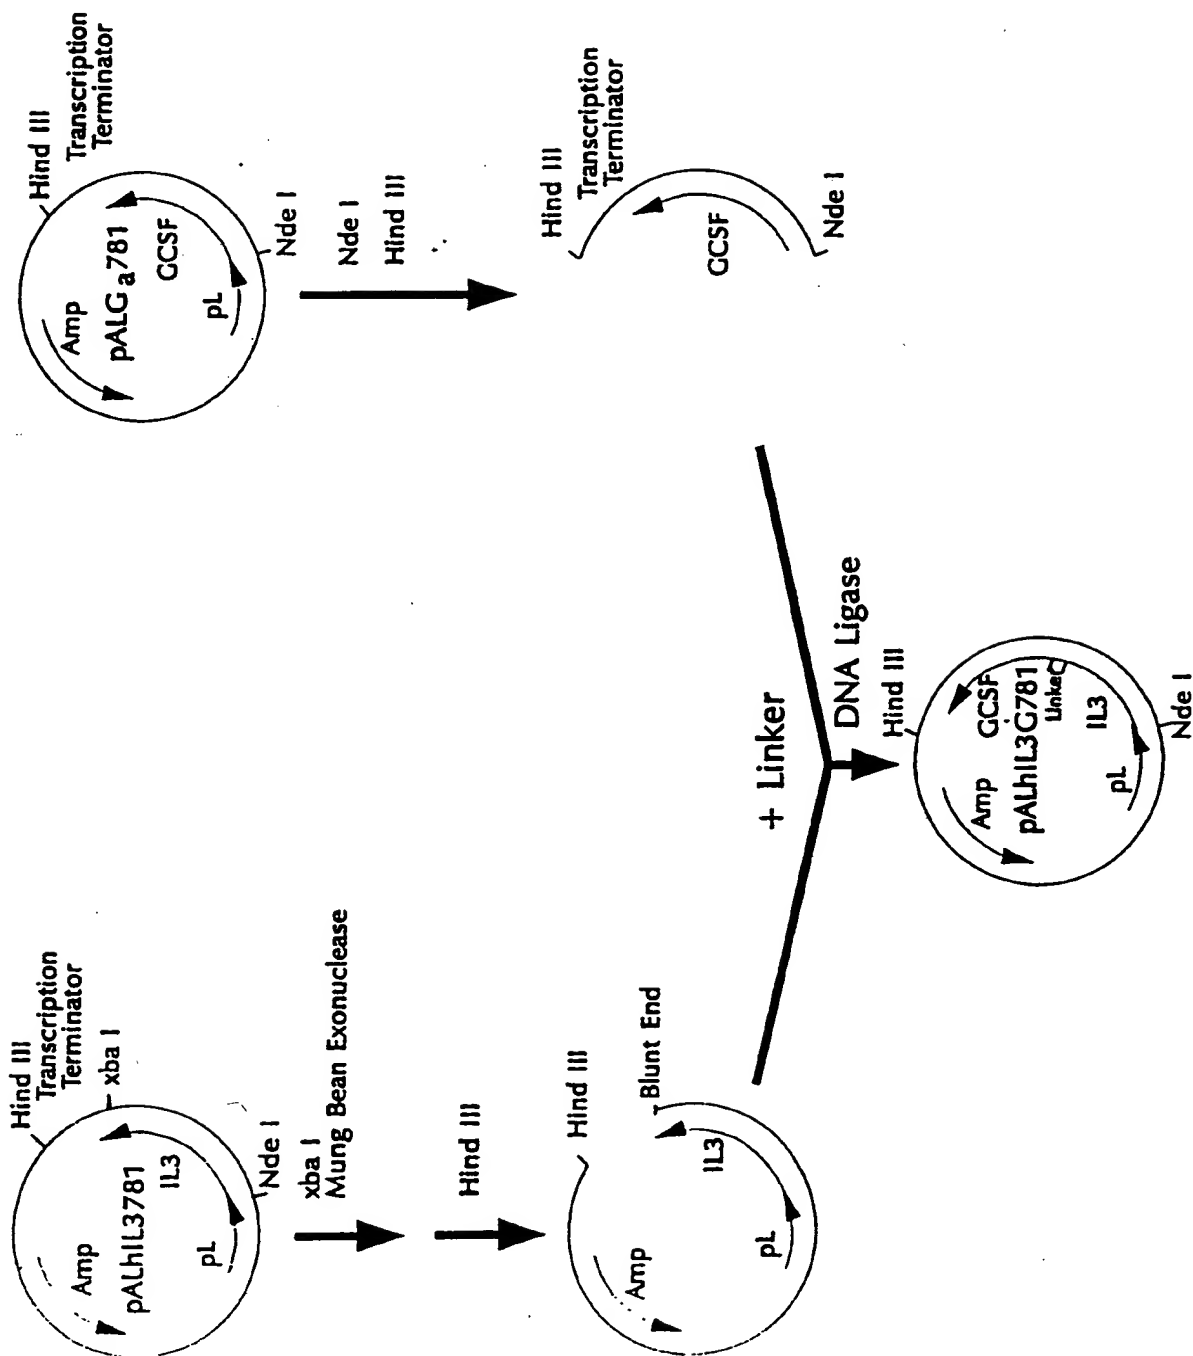 Hind III
Transcription
Terminator
xba I
Amp
pALhIL3781
IL3
pL
Nde I
xba I
Mung Bean Exonuclease
Hind III
Hind III
Blunt End
Amp
IL3
pL
Hind III
Transcription
Terminator
Amp
pALGa781
GCSF
pL
Nde I
Nde I
Hind III
Hind III
Transcription
Terminator
GCSF
Nde I
+ Linker
DNA Ligase
Hind III
Amp
GCSF
pALhIL3G781
Linker
IL3
pL
Nde I